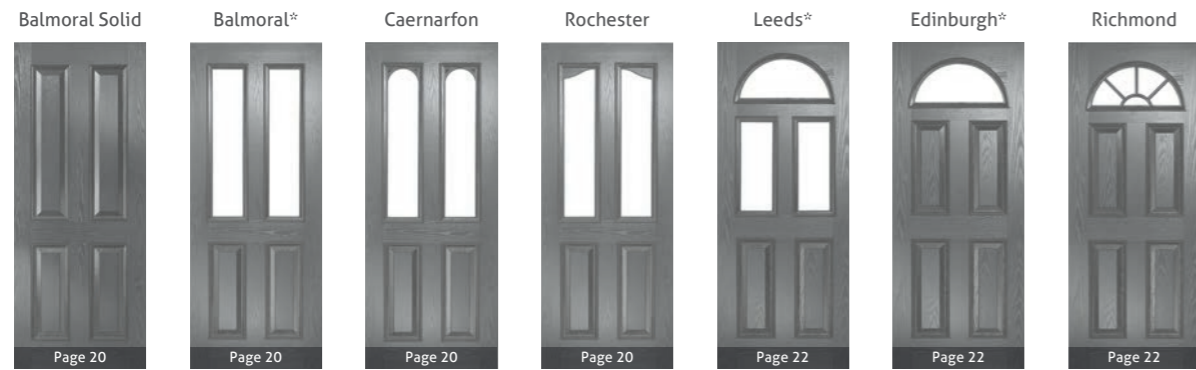 Balmoral Solid
Balmoral*
Caernarfon
Rochester
Leeds*
Edinburgh*
Richmond
Page 20
Page 20
Page 20
Page 20
Page 22
Page 22
Page 22